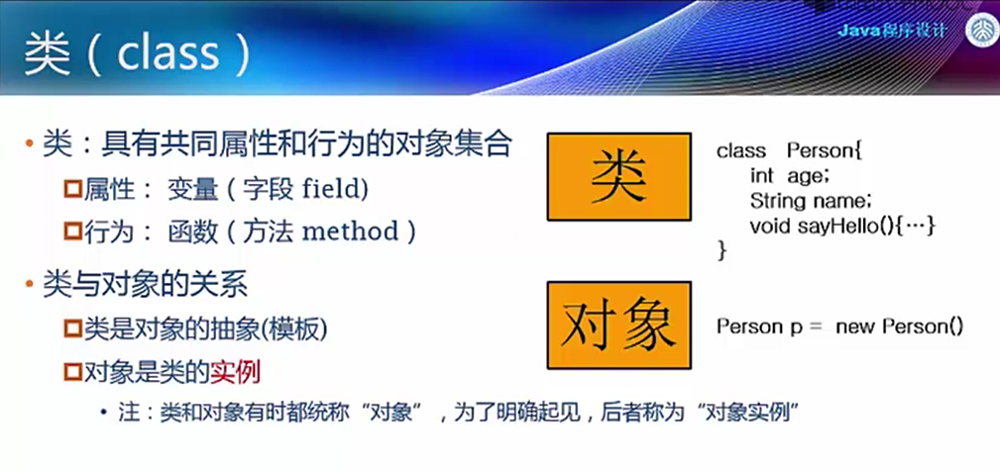 类（class）
Java程序设计
• 类：具有共同属性和行为的对象集合
属性： 变量（字段 field)
行为： 函数（方法 method）
• 类与对象的关系
类是对象的抽象(模板)
对象是类的实例
• 注：类和对象有时都统称“对象”，为了明确起见，后者称为“对象实例”
类
class Person{
int age;
String name;
void sayHello(){…}
}
对象
Person p = new Person()